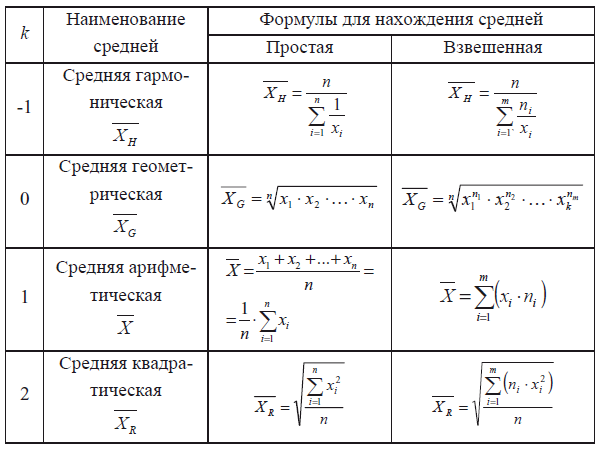 k
Наименование
средней
Формулы для нахождения средней
Простая
Взвешенная
-1
Средняя гармо-
ническая
$\overline{X_H}$
$\overline{X_H} = \frac{n}{\sum_{i=1}^{n} \frac{1}{x_i}}$
$\overline{X_H} = \frac{n}{\sum_{i=1}^{m} \frac{n_i}{x_i}}$
0
Средняя геомет-
рическая
$\overline{X_G}$
$\overline{X_G} = \sqrt[n]{x_1 \cdot x_2 \cdot \ldots \cdot x_n}$
$\overline{X_G} = \sqrt[n]{x_1^{n_1} \cdot x_2^{n_2} \cdot \ldots \cdot x_k^{n_m}}$
1
Средняя арифме-
тическая
$\overline{X}$
$\overline{X} = \frac{x_1 + x_2 + ... + x_n}{n} =$
$= \frac{1}{n} \cdot \sum_{i=1}^{n} x_i$
$\overline{X} = \sum_{i=1}^{m} (x_i \cdot n_i)$
2
Средняя квадра-
тическая
$\overline{X_R}$
$\overline{X_R} = \sqrt{\frac{\sum_{i=1}^{n} x_i^2}{n}}$
$\overline{X_R} = \sqrt{\frac{\sum_{i=1}^{m} (n_i \cdot x_i^2)}{n}}$